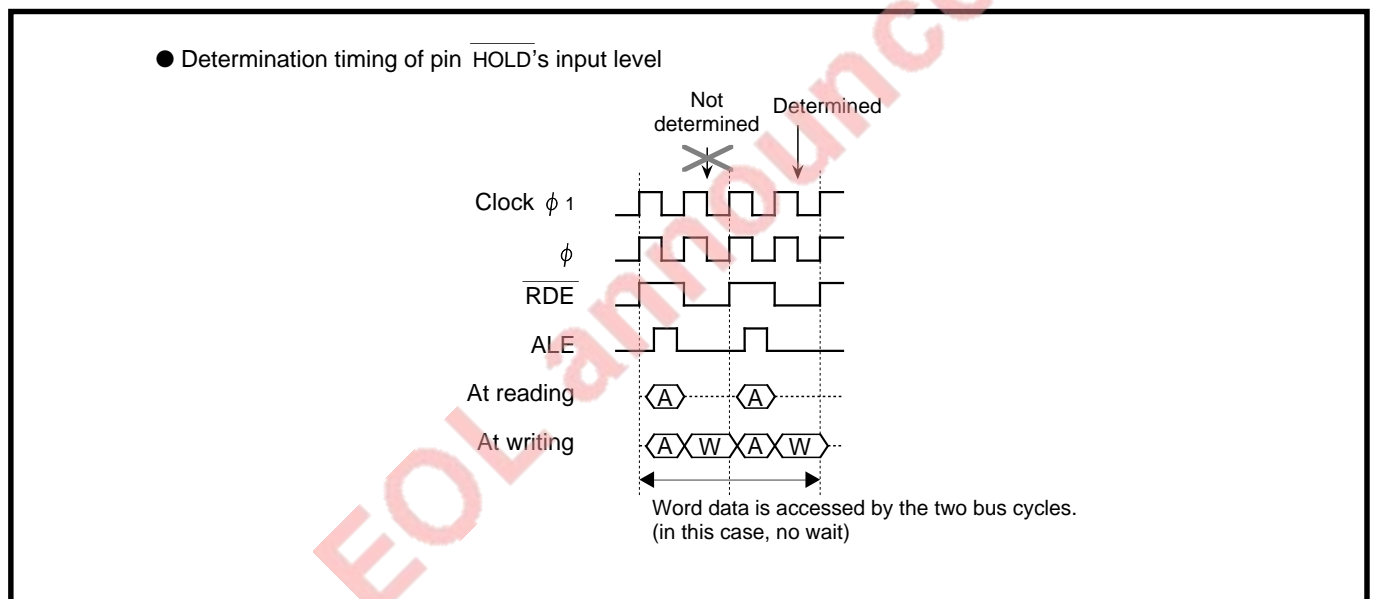 ● Determination timing of pin HOLD's input level
Not
determined
Determined
Clock ϕ 1
ϕ
RDE
ALE
At reading
A
A
At writing
A W A W
Word data is accessed by the two bus cycles.
(in this case, no wait)
EOL announce